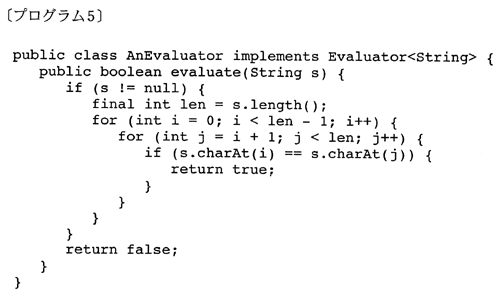 〔プログラム5〕
public class AnEvaluator implements Evaluator<String> {
   public boolean evaluate(String s) {
      if (s != null) {
         final int len = s.length();
         for (int i = 0; i < len - 1; i++) {
            for (int j = i + 1; j < len; j++) {
               if (s.charAt(i) == s.charAt(j)) {
                  return true;
               }
            }
         }
      }
      return false;
   }
}